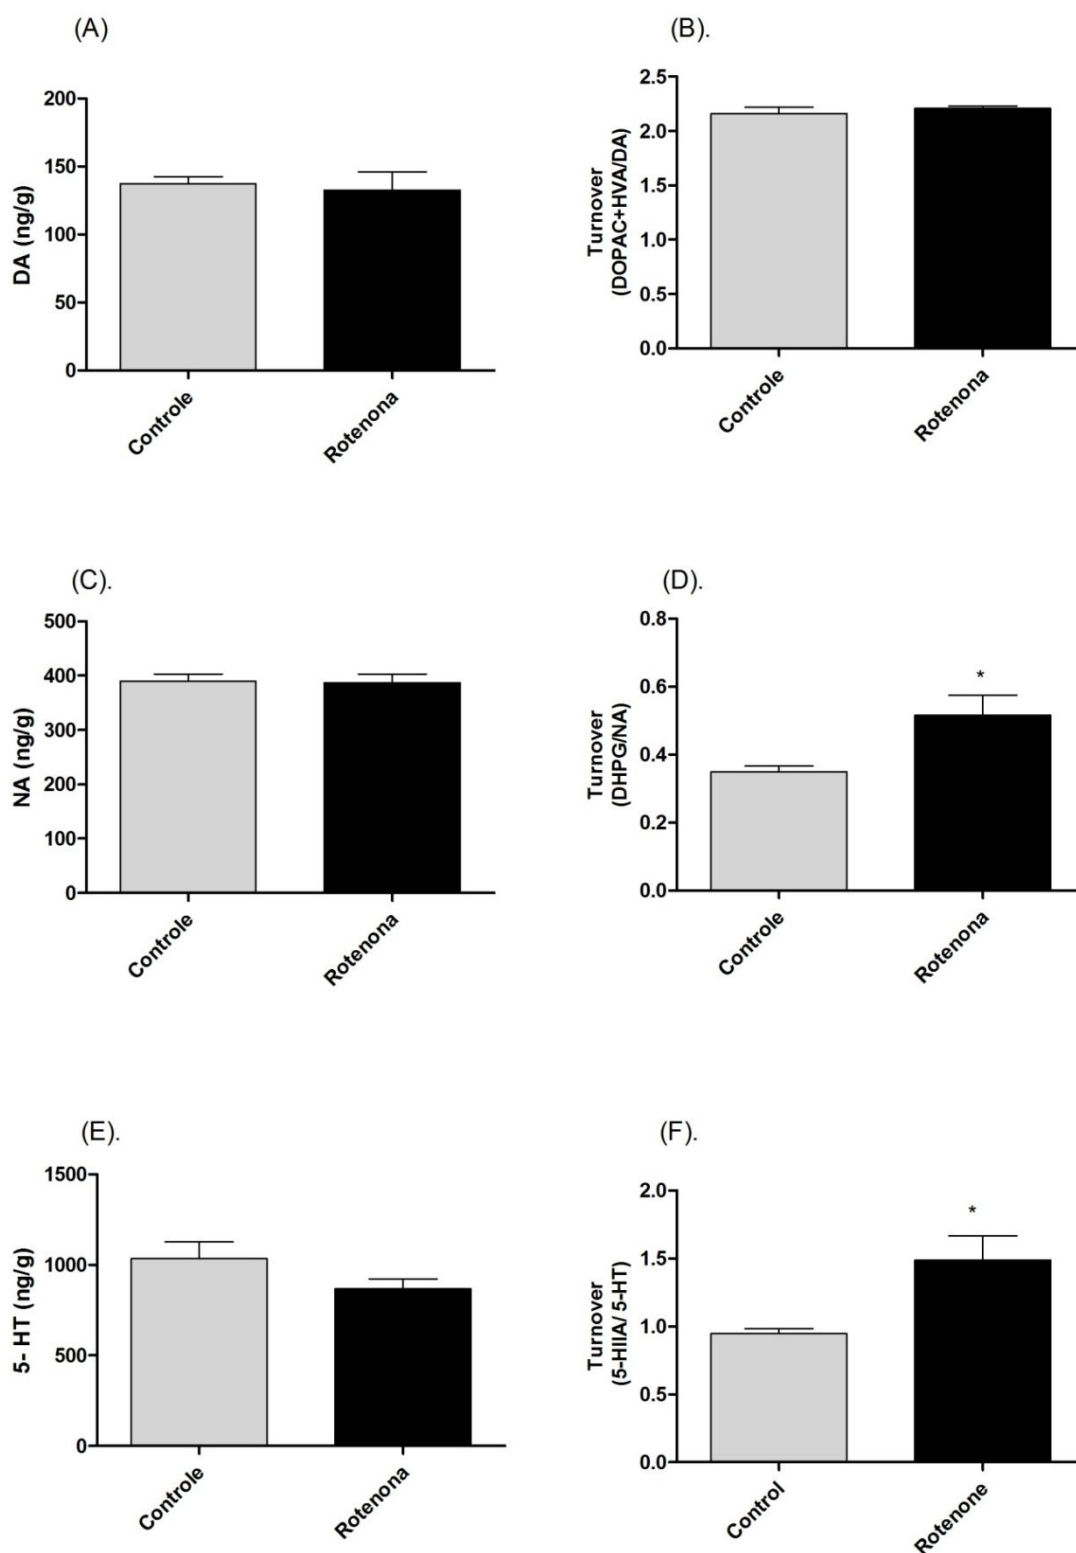 (A)
200
150
100
50
0
DA (ng/g)
Controle
Rotenona
(B).
2.5
2.0
1.5
1.0
0.5
0.0
Turnover
(DOPAC+HVA/DA)
Controle
Rotenona
(C).
500
400
300
200
100
0
NA (ng/g)
Controle
Rotenona
(D).
0.8
0.6
0.4
0.2
0.0
Turnover
(DHPG/NA)
*
Controle
Rotenona
(E).
1500
1000
500
0
5- HT (ng/g)
Controle
Rotenona
(F).
2.0
1.5
1.0
0.5
0.0
Turnover
(5-HIIA/ 5-HT)
*
Control
Rotenone